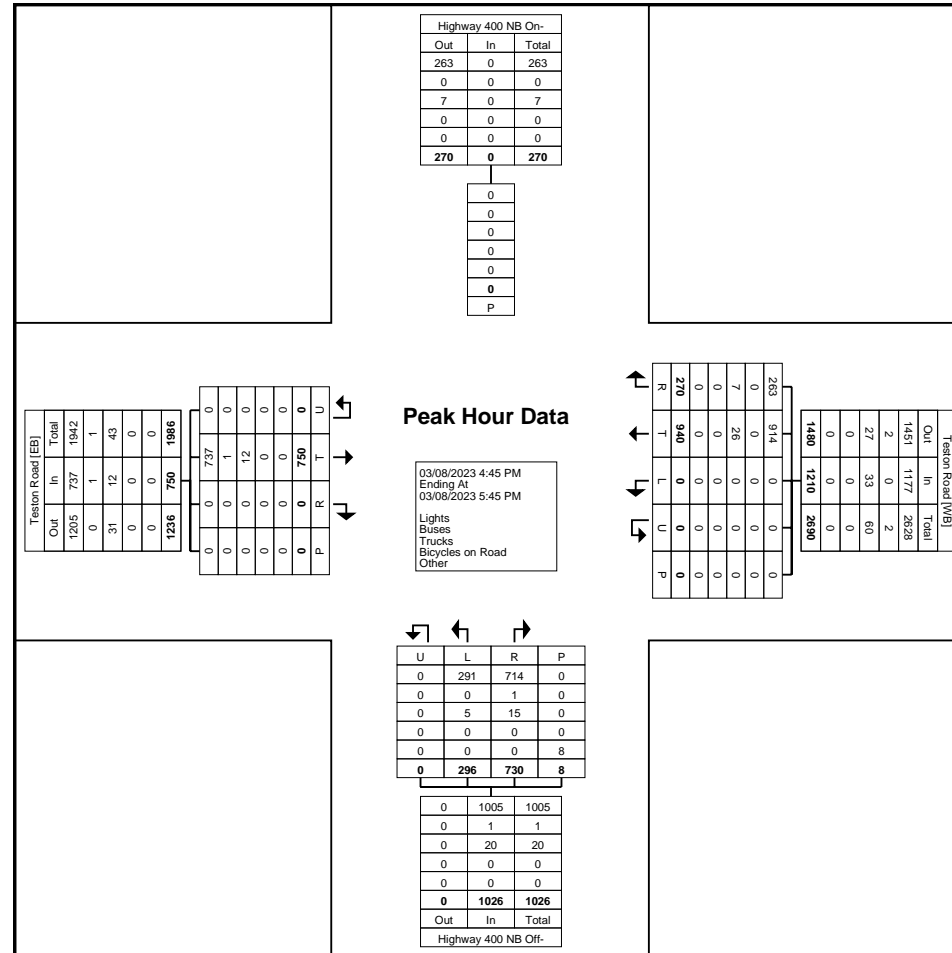 Highway 400 NB On-
Out In Total
263 0 263
0 0 0
7 0 7
0 0 0
0 0 0
270 0 270
0
0
0
0
0
0
P
Teston Road [EB]
Total In Out
1942 737 1205
1 1 0
43 12 31
0 0 0
0 0 0
1986 750 1236
0 737 0 0
0 1 0 0
0 12 0 0
0 0 0 0
0 0 0 0
0 750 0 0
U T R P
Peak Hour Data
03/08/2023 4:45 PM
Ending At
03/08/2023 5:45 PM
Lights
Buses
Trucks
Bicycles on Road
Other
R T L U P
270 940 0 0 0
0 0 0 0 0
0 0 0 0 0
7 26 0 0 0
0 0 0 0 0
263 914 0 0 0
Teston Road [WB]
Out In Total
1451 1177 2628
2 0 2
27 33 60
0 0 0
0 0 0
1480 1210 2690
U L R P
0 291 714 0
0 0 1 0
0 5 15 0
0 0 0 0
0 0 0 8
0 296 730 8
0 1005 1005
0 1 1
0 20 20
0 0 0
0 0 0
0 1026 1026
Out In Total
Highway 400 NB Off-